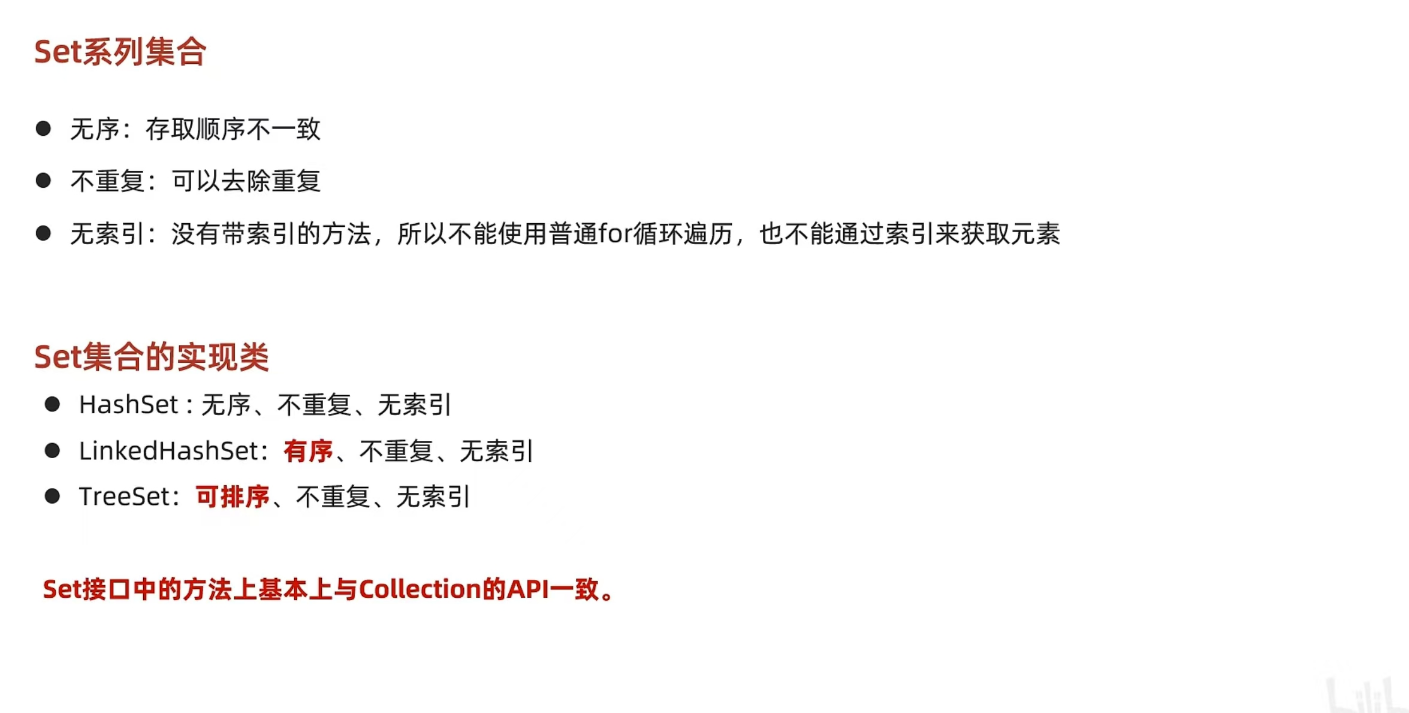 Set系列集合
● 无序：存取顺序不一致
● 不重复：可以去除重复
● 无索引：没有带索引的方法，所以不能使用普通for循环遍历，也不能通过索引来获取元素
Set集合的实现类
● HashSet : 无序、不重复、无索引
● LinkedHashSet：有序、不重复、无索引
● TreeSet：可排序、不重复、无索引
Set接口中的方法上基本上与Collection的API一致。